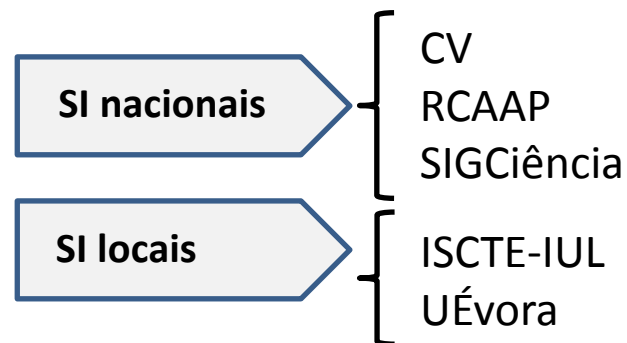 SI nacionais
CV
RCAAP
SIGCiência
SI locais
ISCTE-IUL
UÉvora